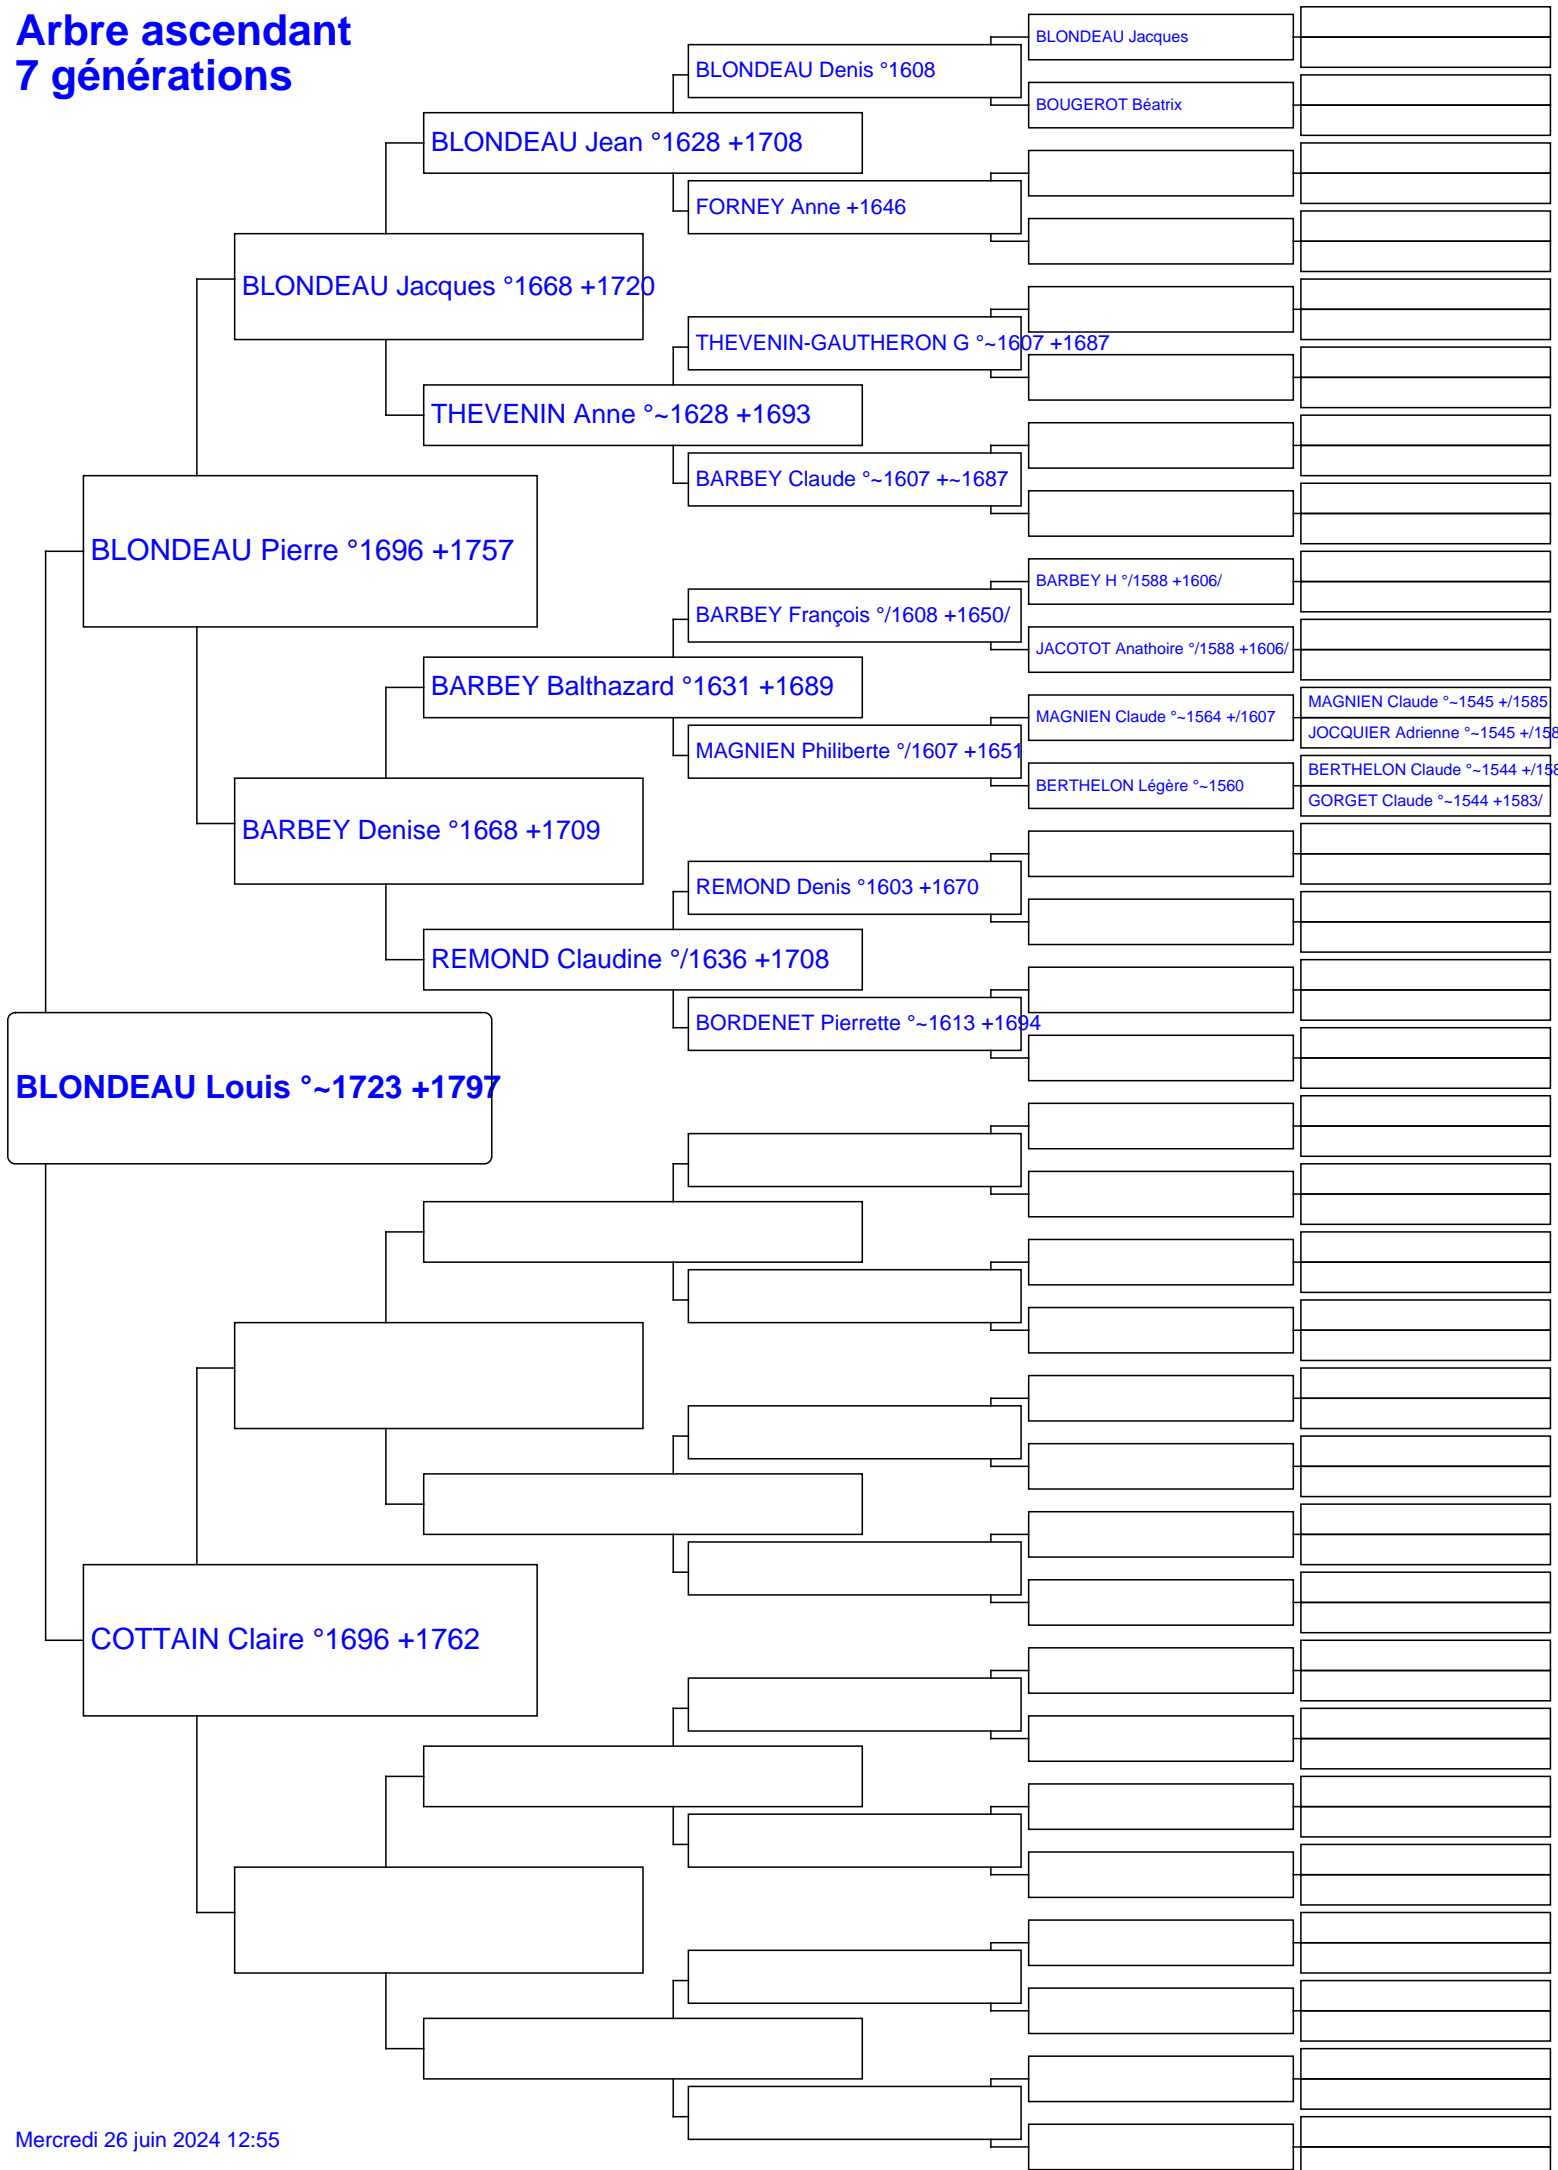 Arbre ascendant
7 générations
BLONDEAU Jacques
BLONDEAU Denis °1608
BOUGEROT Béatrix
BLONDEAU Jean °1628 +1708
FORNEY Anne +1646
BLONDEAU Jacques °1668 +1720
THEVENIN-GAUTHERON G °~1607 +1687
THEVENIN Anne °~1628 +1693
BARBEY Claude °~1607 +~1687
BLONDEAU Pierre °1696 +1757
BARBEY H °/1588 +1606/
BARBEY François °/1608 +1650/
JACOTOT Anathoire °/1588 +1606/
BARBEY Balthazard °1631 +1689
MAGNIEN Claude °~1545 +/1585
MAGNIEN Claude °~1564 +/1607
JOCQUIER Adrienne °~1545 +/158
MAGNIEN Philiberte °/1607 +1651
BERTHELON Claude °~1544 +/158
BERTHELON Légère °~1560
GORGET Claude °~1544 +1583/
BARBEY Denise °1668 +1709
REMOND Denis °1603 +1670
REMOND Claudine °/1636 +1708
BORDENET Pierrette °~1613 +1694
BLONDEAU Louis °~1723 +1797
COTTAIN Claire °1696 +1762
Mercredi 26 juin 2024 12:55